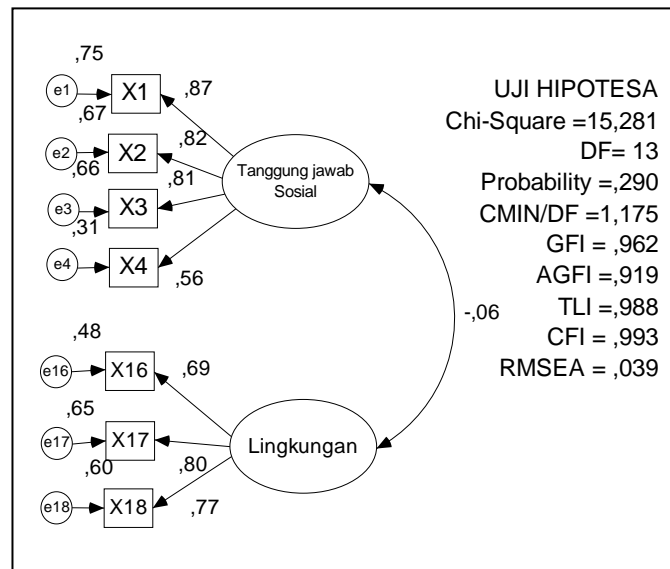 ,75
e1
X1
,87
,67
e2
X2
,82
,66
e3
X3
,81
,31
e4
X4
,56
Tanggung jawab
Sosial
-,06
,48
e16
X16
,69
,65
e17
X17
,80
,60
e18
X18
,77
Lingkungan
UJI HIPOTESA
Chi-Square =15,281
DF= 13
Probability =,290
CMIN/DF =1,175
GFI = ,962
AGFI =,919
TLI =,988
CFI =,993
RMSEA = ,039